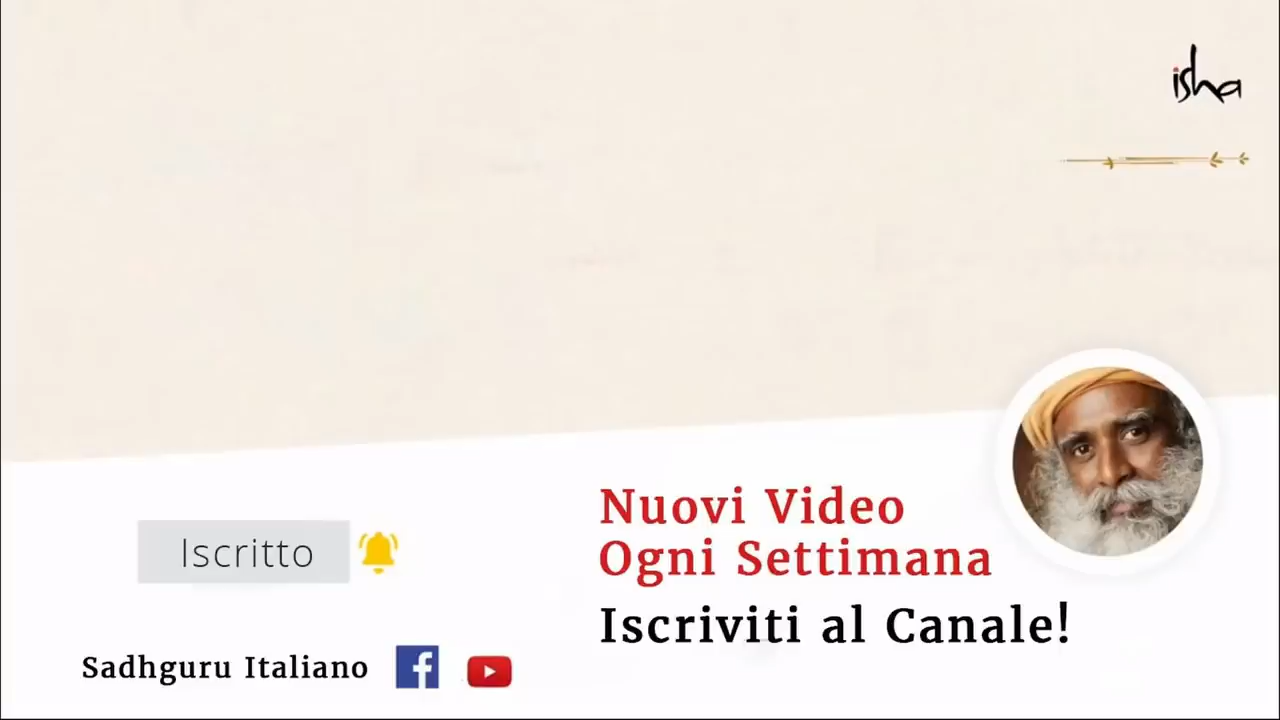 isha
Nuovi Video
Ogni Settimana
Iscritto
Iscriviti al Canale!
Sadhguru Italiano